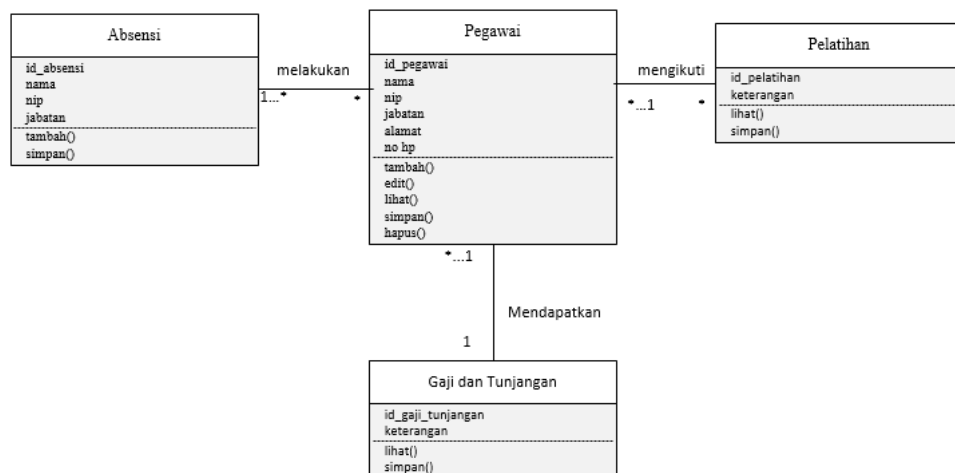 Absensi
id_absensi
nama
nip
jabatan
tambah()
simpan()
melakukan
1...*
*
Pegawai
id_pegawai
nama
nip
jabatan
alamat
no hp
tambah()
edit()
lihat()
simpan()
hapus()
mengikuti
*...1
*
Pelatihan
id_pelatihan
keterangan
lihat()
simpan()
*...1
Mendapatkan
1
Gaji dan Tunjangan
id_gaji_tunjangan
keterangan
lihat()
simpan()